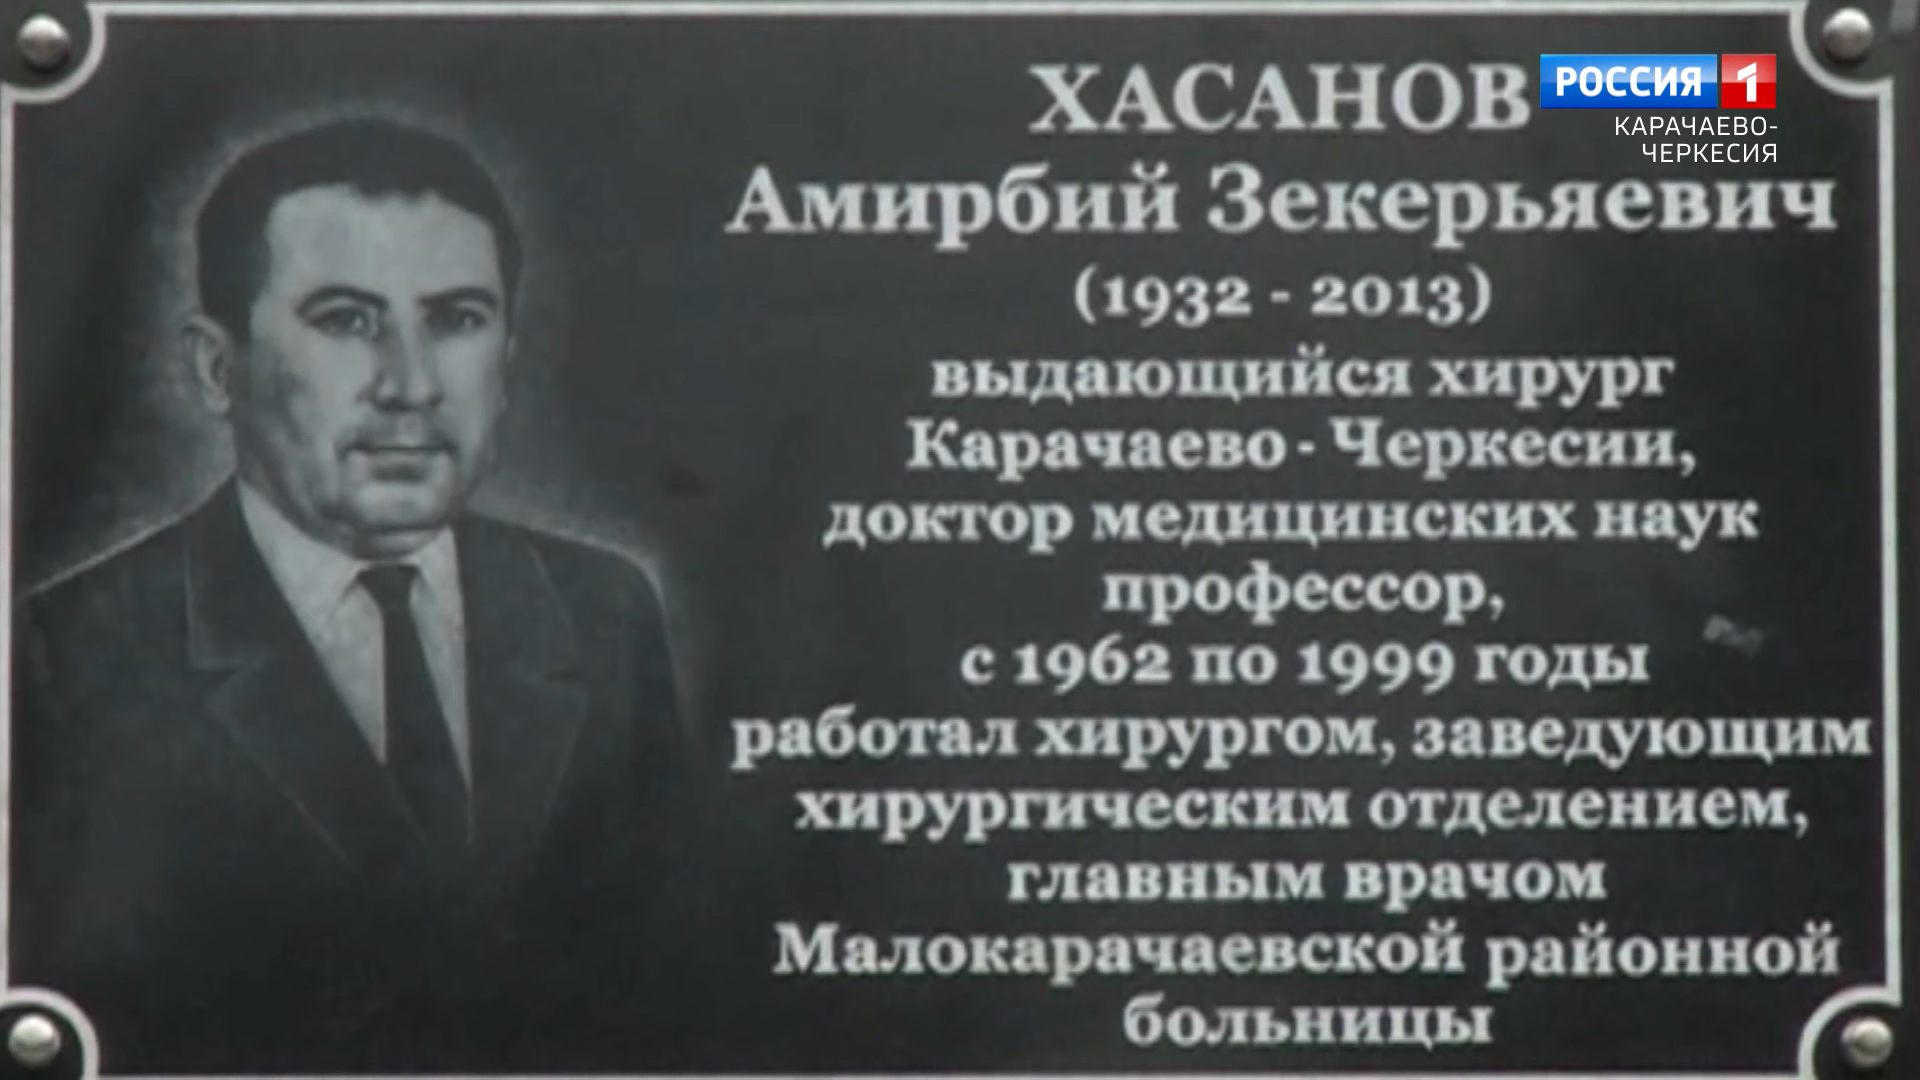 ХАСАНОВ
РОССИЯ 1
КАРАЧАЕВО-
ЧЕРКЕСИЯ
Амирбий Зекерьяевич
(1932 - 2013)
выдающийся хирург
Карачаево - Черкесии,
доктор медицинских наук
профессор,
с 1962 по 1999 годы
работал хирургом, заведующим
хирургическим отделением,
главным врачом
Малокарачаевской районной
больницы